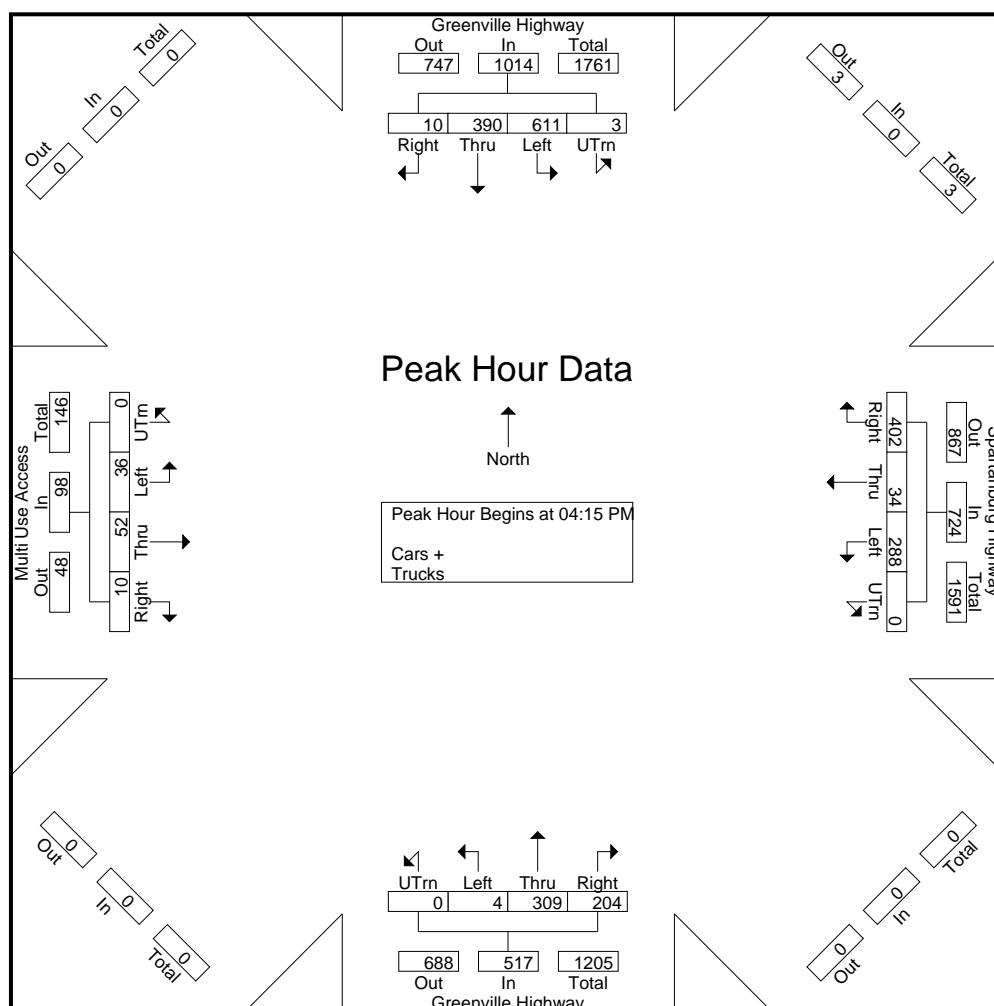 Greenville Highway
Out In Total
747 1014 1761
10 390 611 3
Right Thru Left UTrn
Total
0
In
0
Out
0
Out
3
In
0
Total
3
Peak Hour Data
North
Peak Hour Begins at 04:15 PM
Cars +
Trucks
Multi Use Access
Out In Total
48 98 146
10 52 36 0
Right Thru Left UTrn
Spartanburg Highway
Out In Total
867 724 1591
402 34 288 0
Right Thru Left UTrn
Out
0
In
0
Total
0
UTrn Left Thru Right
0 4 309 204
688 517 1205
Out In Total
Greenville Highway
0
Total
0
In
0
Out